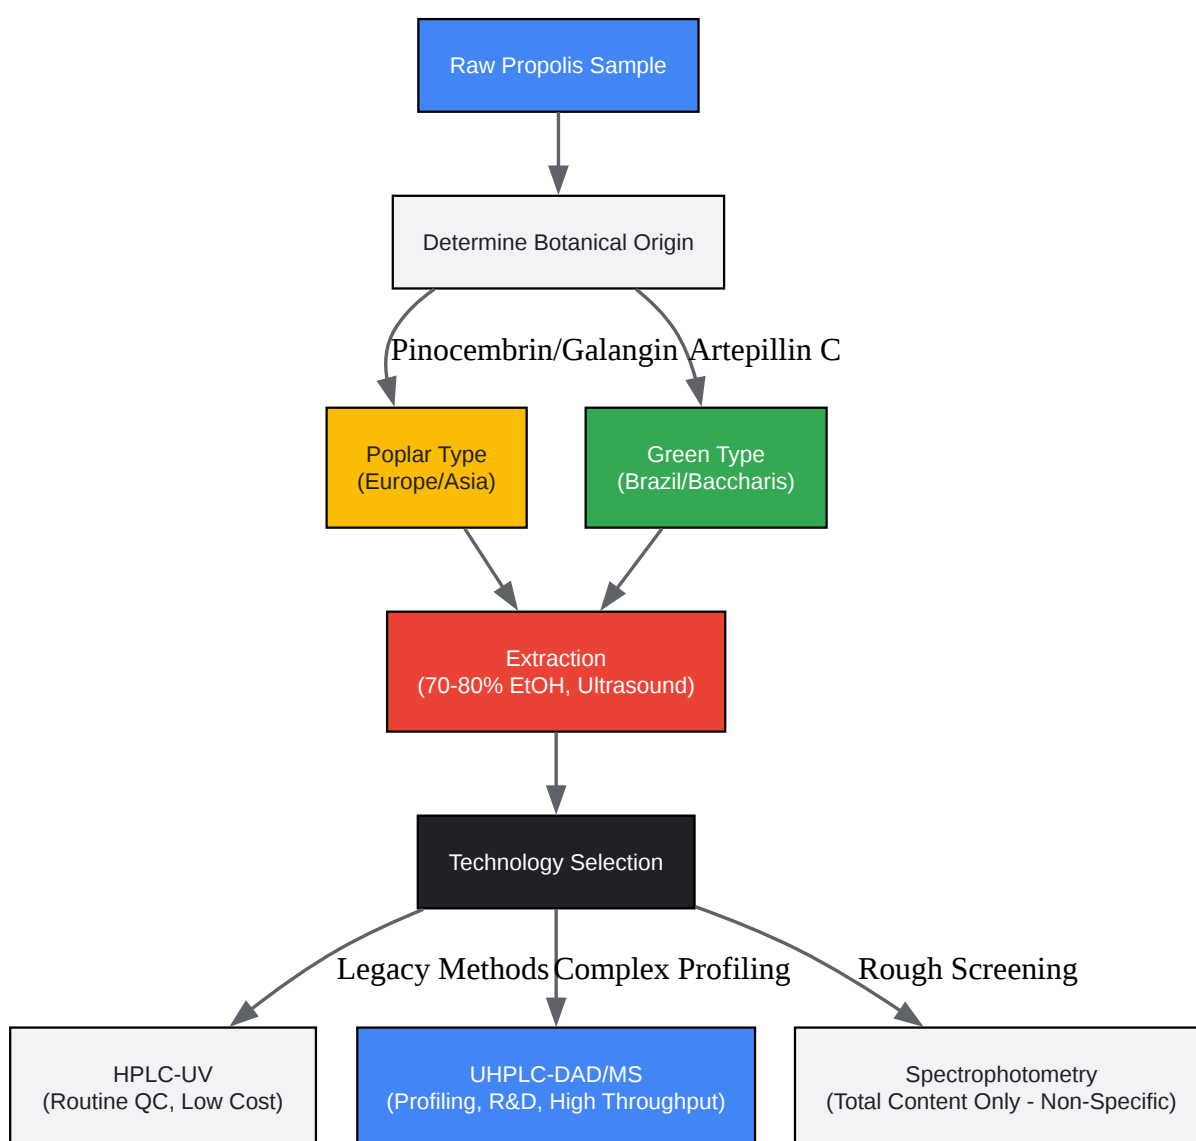 Raw Propolis Sample
Determine Botanical Origin
Pinocembrin/Galangin
Artepillin C
Poplar Type
(Europe/Asia)
Green Type
(Brazil/Baccharis)
Extraction
(70-80% EtOH, Ultrasound)
Technology Selection
Legacy Methods
Complex Profiling
Rough Screening
HPLC-UV
(Routine QC, Low Cost)
UHPLC-DAD/MS
(Profiling, R&D, High Throughput)
Spectrophotometry
(Total Content Only - Non-Specific)